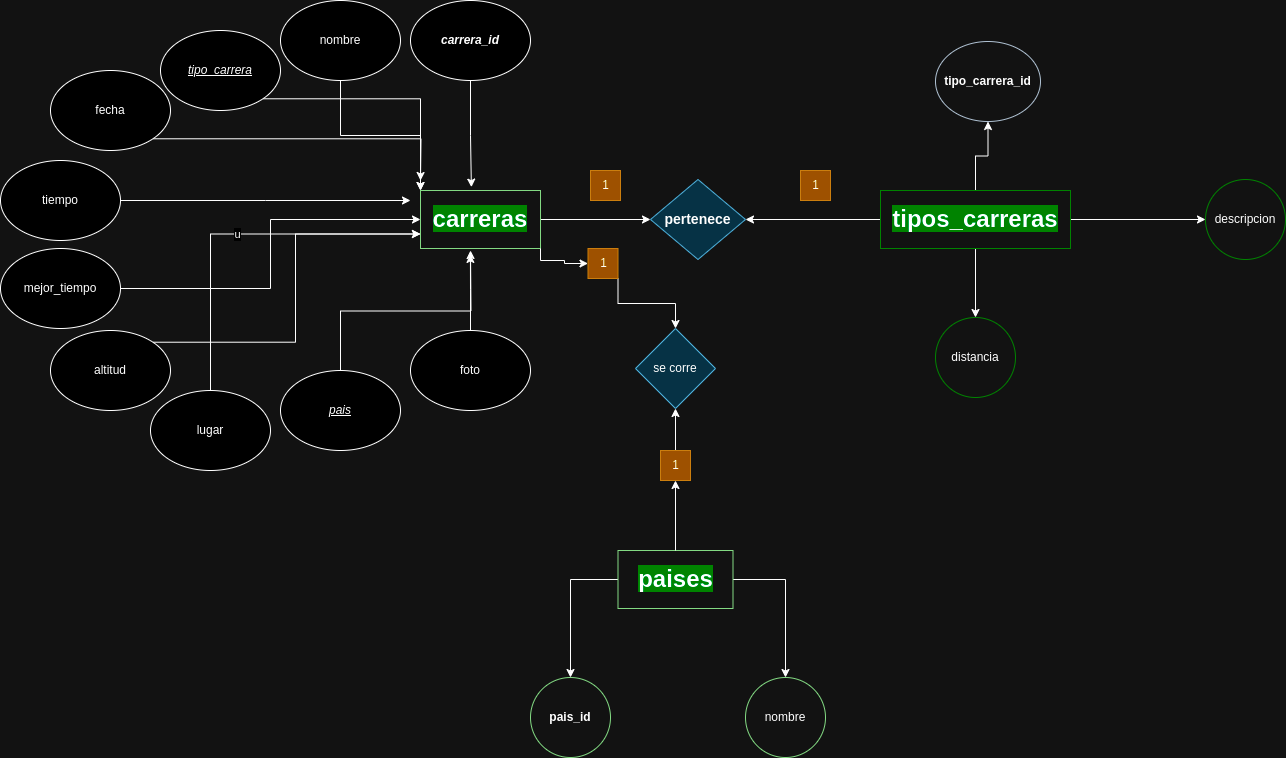 nombre
carrera_id
tipo_carrera
tipo_carrera_id
fecha
1
1
tiempo
carreras
pertenece
tipos_carreras
descripcion
u
1
mejor_tiempo
distancia
altitud
foto
se corre
pais
lugar
1
paises
pais_id
nombre